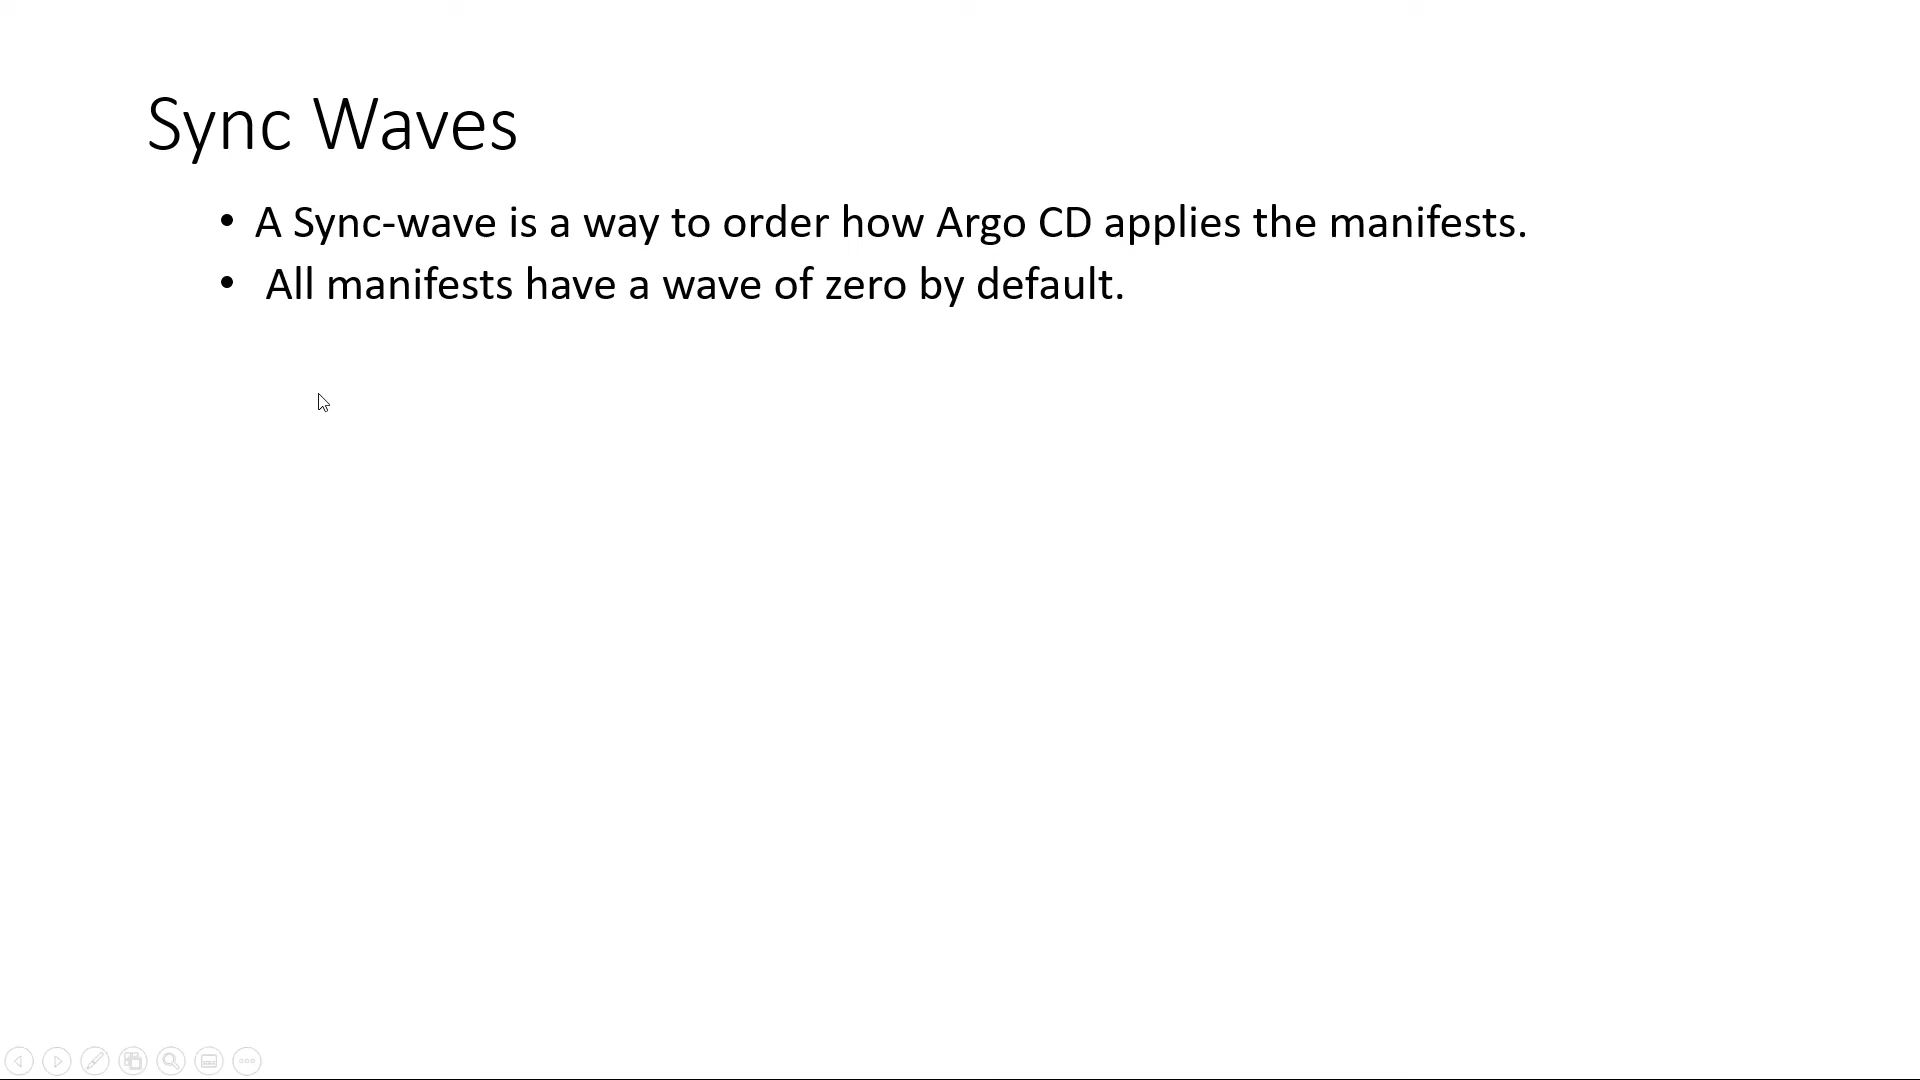 Sync Waves
• A Sync-wave is a way to order how Argo CD applies the manifests.
• All manifests have a wave of zero by default.